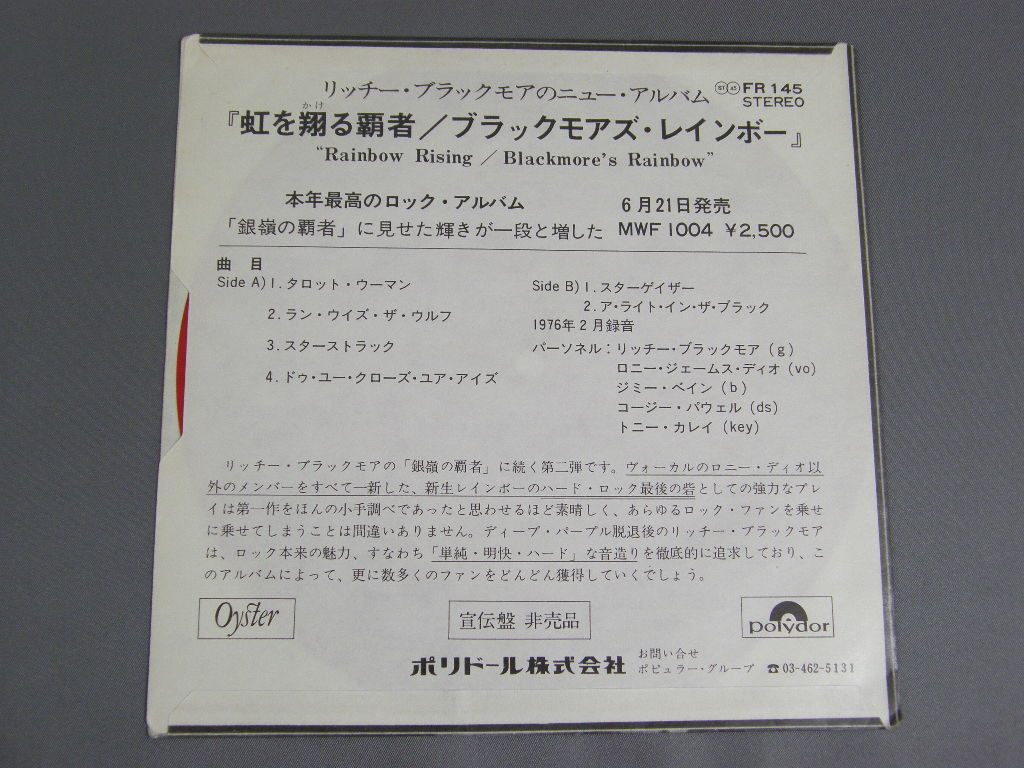 リッチー・ブラックモアのニュー・アルバム
ST 45 FR 145
STEREO
かけ
『虹を翔る覇者／ブラックモアズ・レインボー』
“Rainbow Rising／Blackmore's Rainbow”
本年最高のロック・アルバム 6月21日発売
「銀嶺の覇者」に見せた輝きが一段と増した MWF 1004 ¥2,500
曲 目
Side A) 1. タロット・ウーマン
2. ラン・ウイズ・ザ・ウルフ
3. スターストラック
4. ドゥ・ユー・クローズ・ユア・アイズ
Side B) 1. スターゲイザー
2. ア・ライト・イン・ザ・ブラック
1976年2月録音
パーソネル：リッチー・ブラックモア (g)
ロニー・ジェームス・ディオ (vo)
ジミー・ベイン (b)
コージー・パウェル (ds)
トニー・カレイ (key)
リッチー・ブラックモアの「銀嶺の覇者」に続く第二弾です。ヴォーカルのロニー・ディオ以
外のメンバーをすべて一新した、新生レインボーのハード・ロック最後の砦としての強力なプレ
イは第一作をほんの小手調べであったと思わせるほど素晴しく、あらゆるロック・ファンを乗せ
に乗せてしまうことは間違いありません。ディープ・パープル脱退後のリッチー・ブラックモア
は、ロック本来の魅力、すなわち「単純・明快・ハード」な音造りを徹底的に追求しており、こ
のアルバムによって、更に数多くのファンをどんどん獲得していくでしょう。
Oyster
宣伝盤 非売品
polydor
ポリドール株式会社
お問い合せ
ポピュラー・グループ ☎03-462-5131